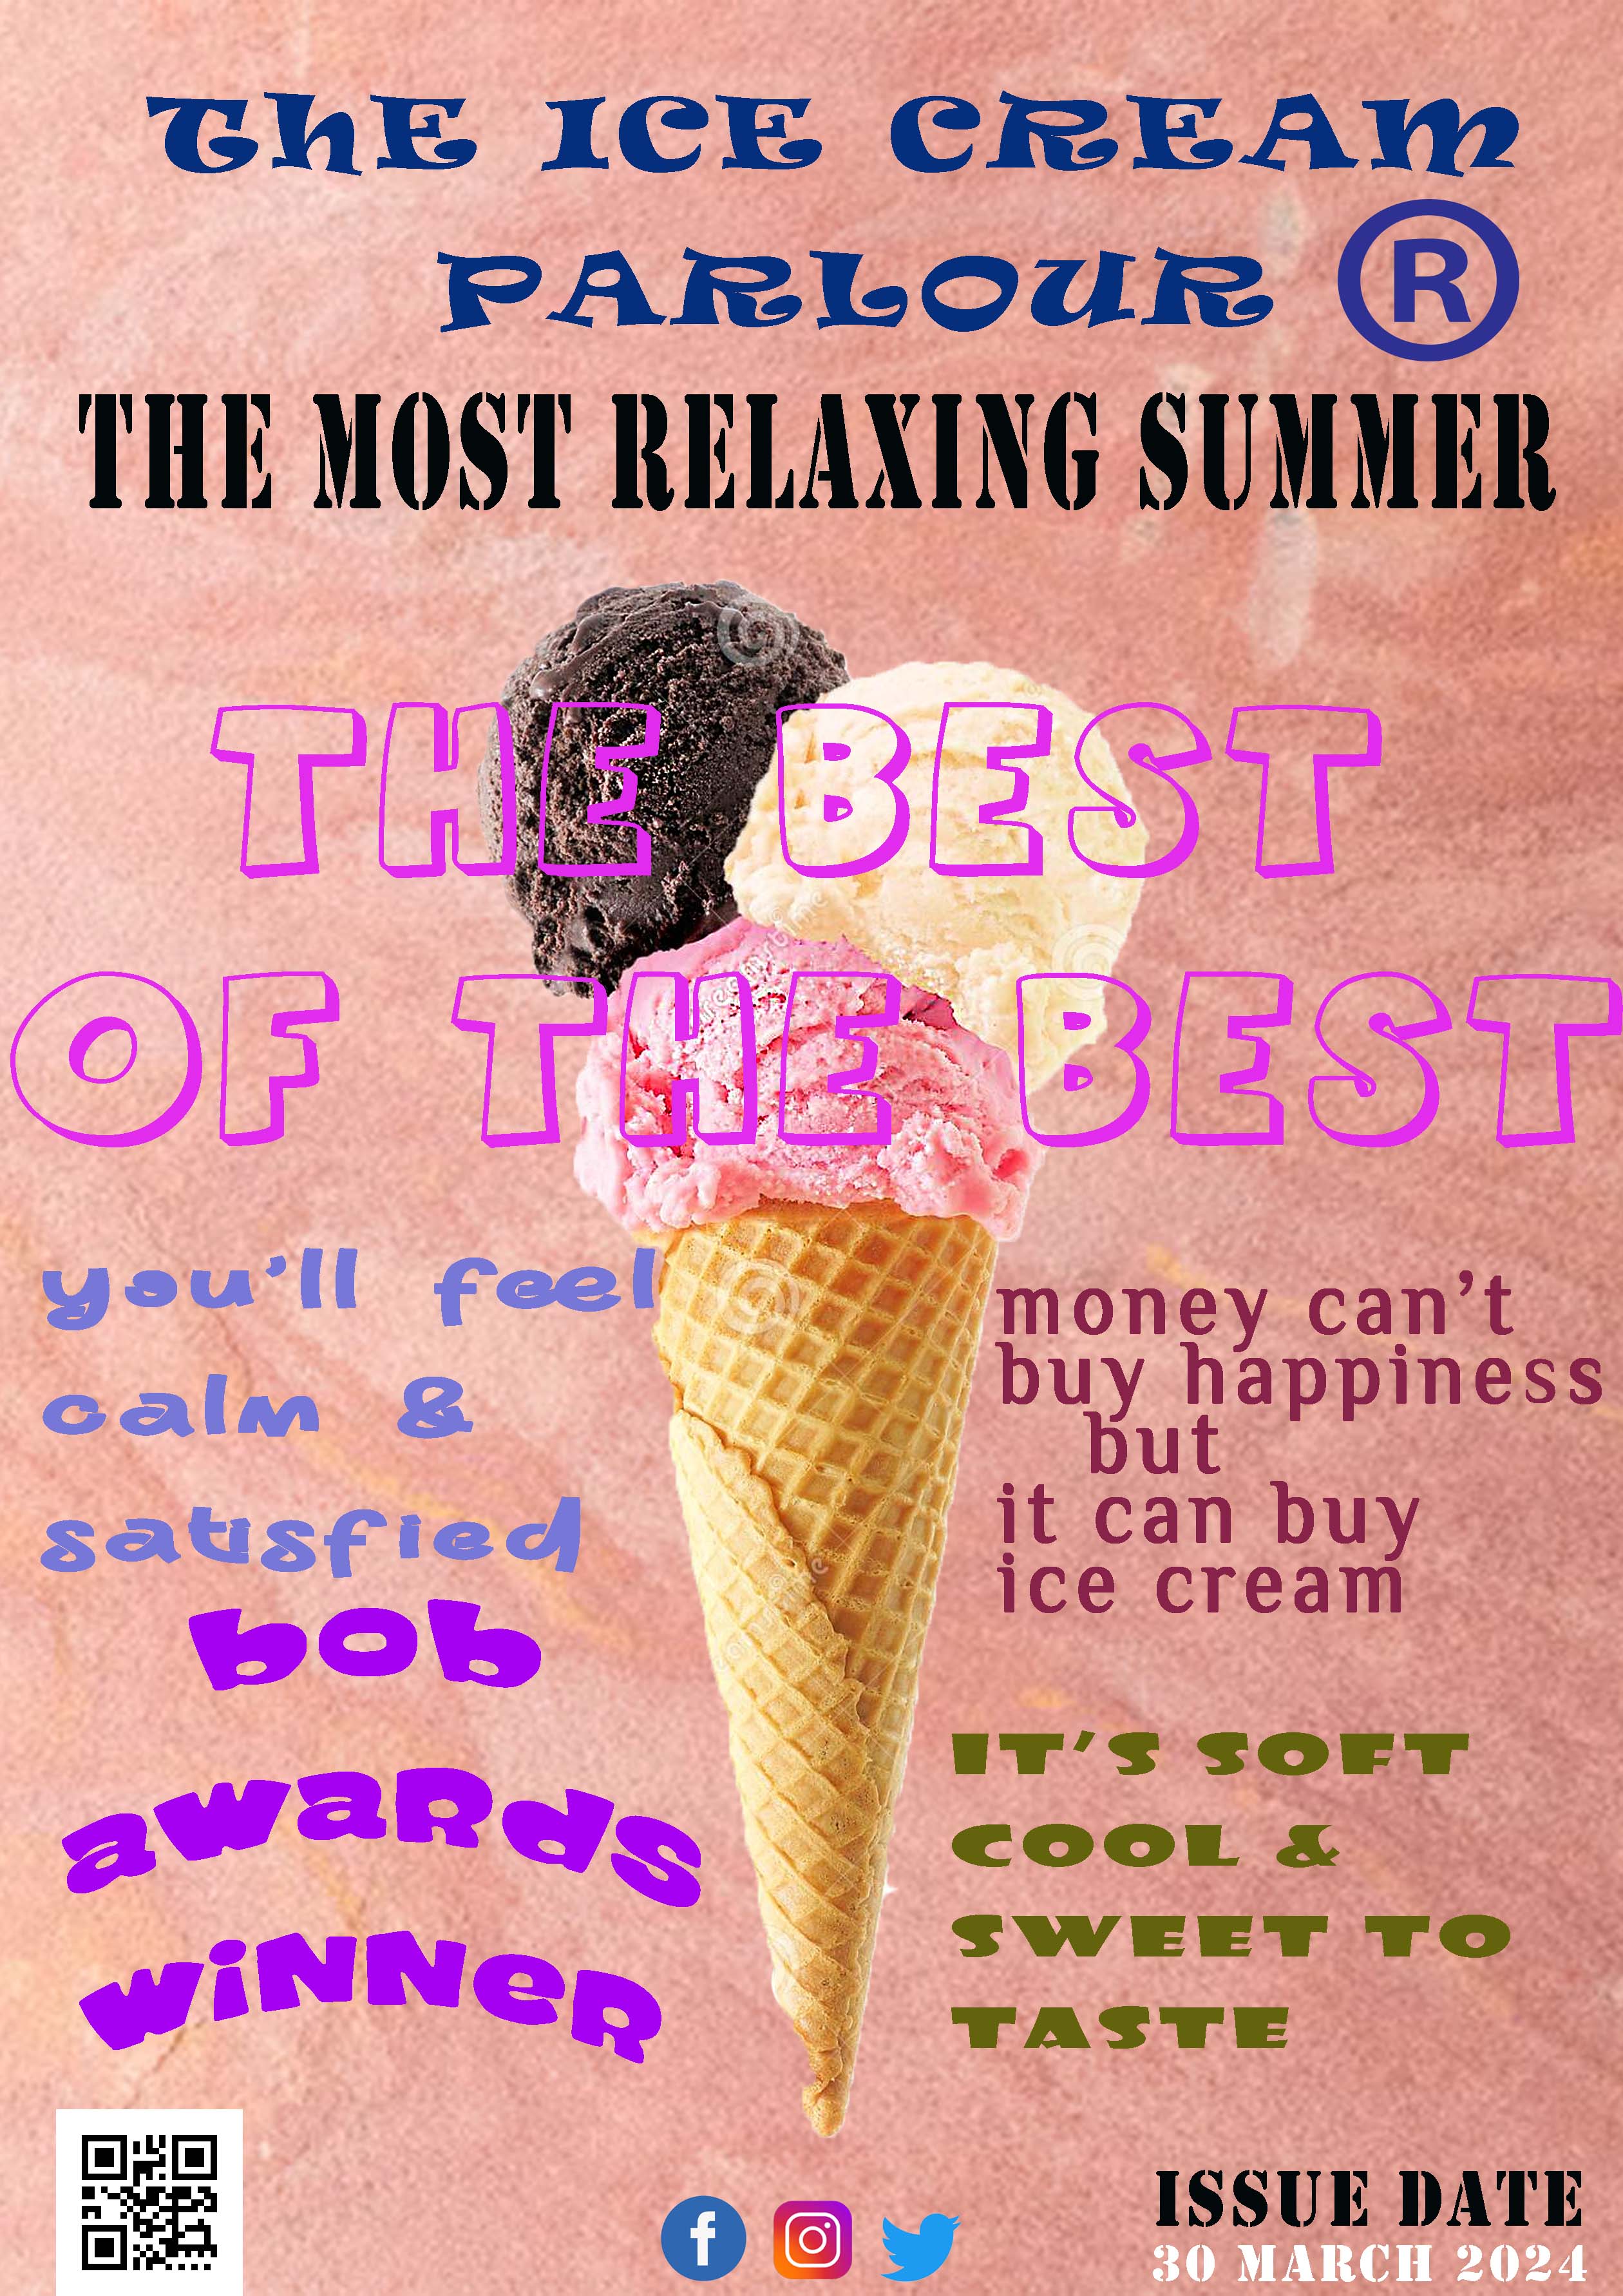 ThE ICE CREAM
PARLOUR ®
THE MOST RELAXING SUMMER
THE BEST
OF THE BEST
you'll feel
calm &
satisfied
money can't
buy happiness
but
it can buy
ice cream
bob
awards
winner
IT'S SOFT
COOL &
SWEET TO
TASTE
ISSUE DATE
30 MARCH 2024